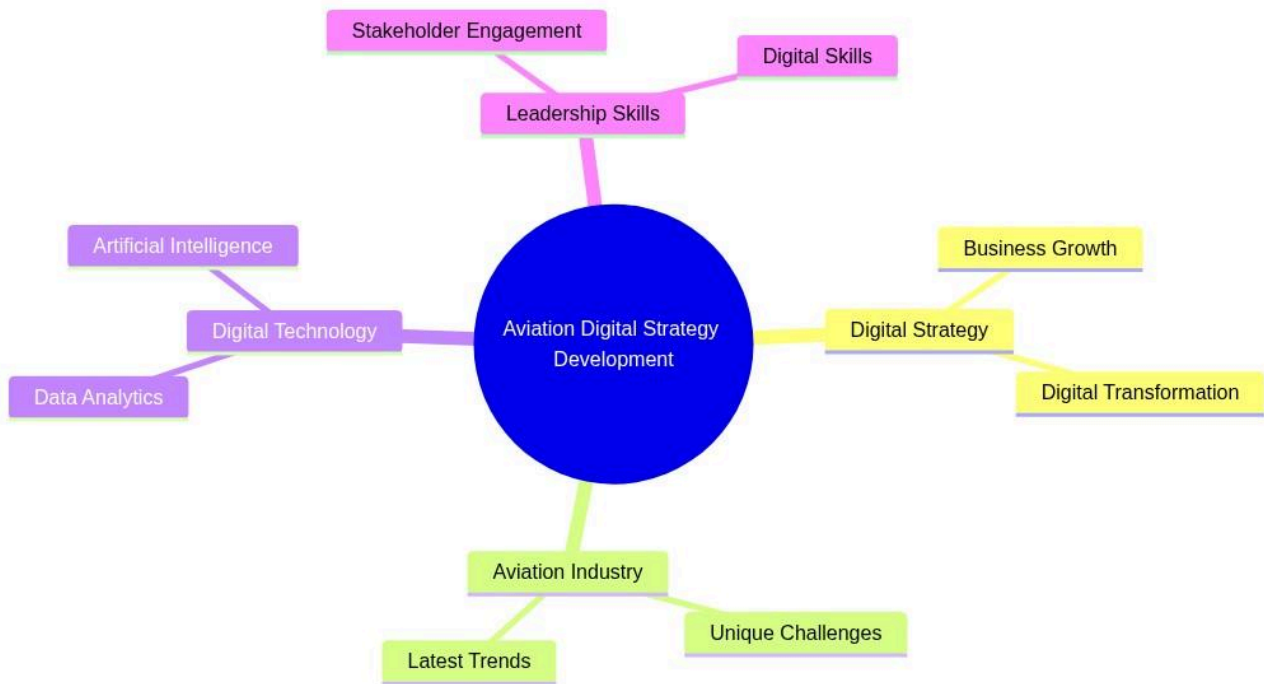 Stakeholder Engagement
Digital Skills
Leadership Skills
Artificial Intelligence
Business Growth
Digital Technology
Aviation Digital Strategy
Development
Digital Strategy
Data Analytics
Digital Transformation
Aviation Industry
Unique Challenges
Latest Trends